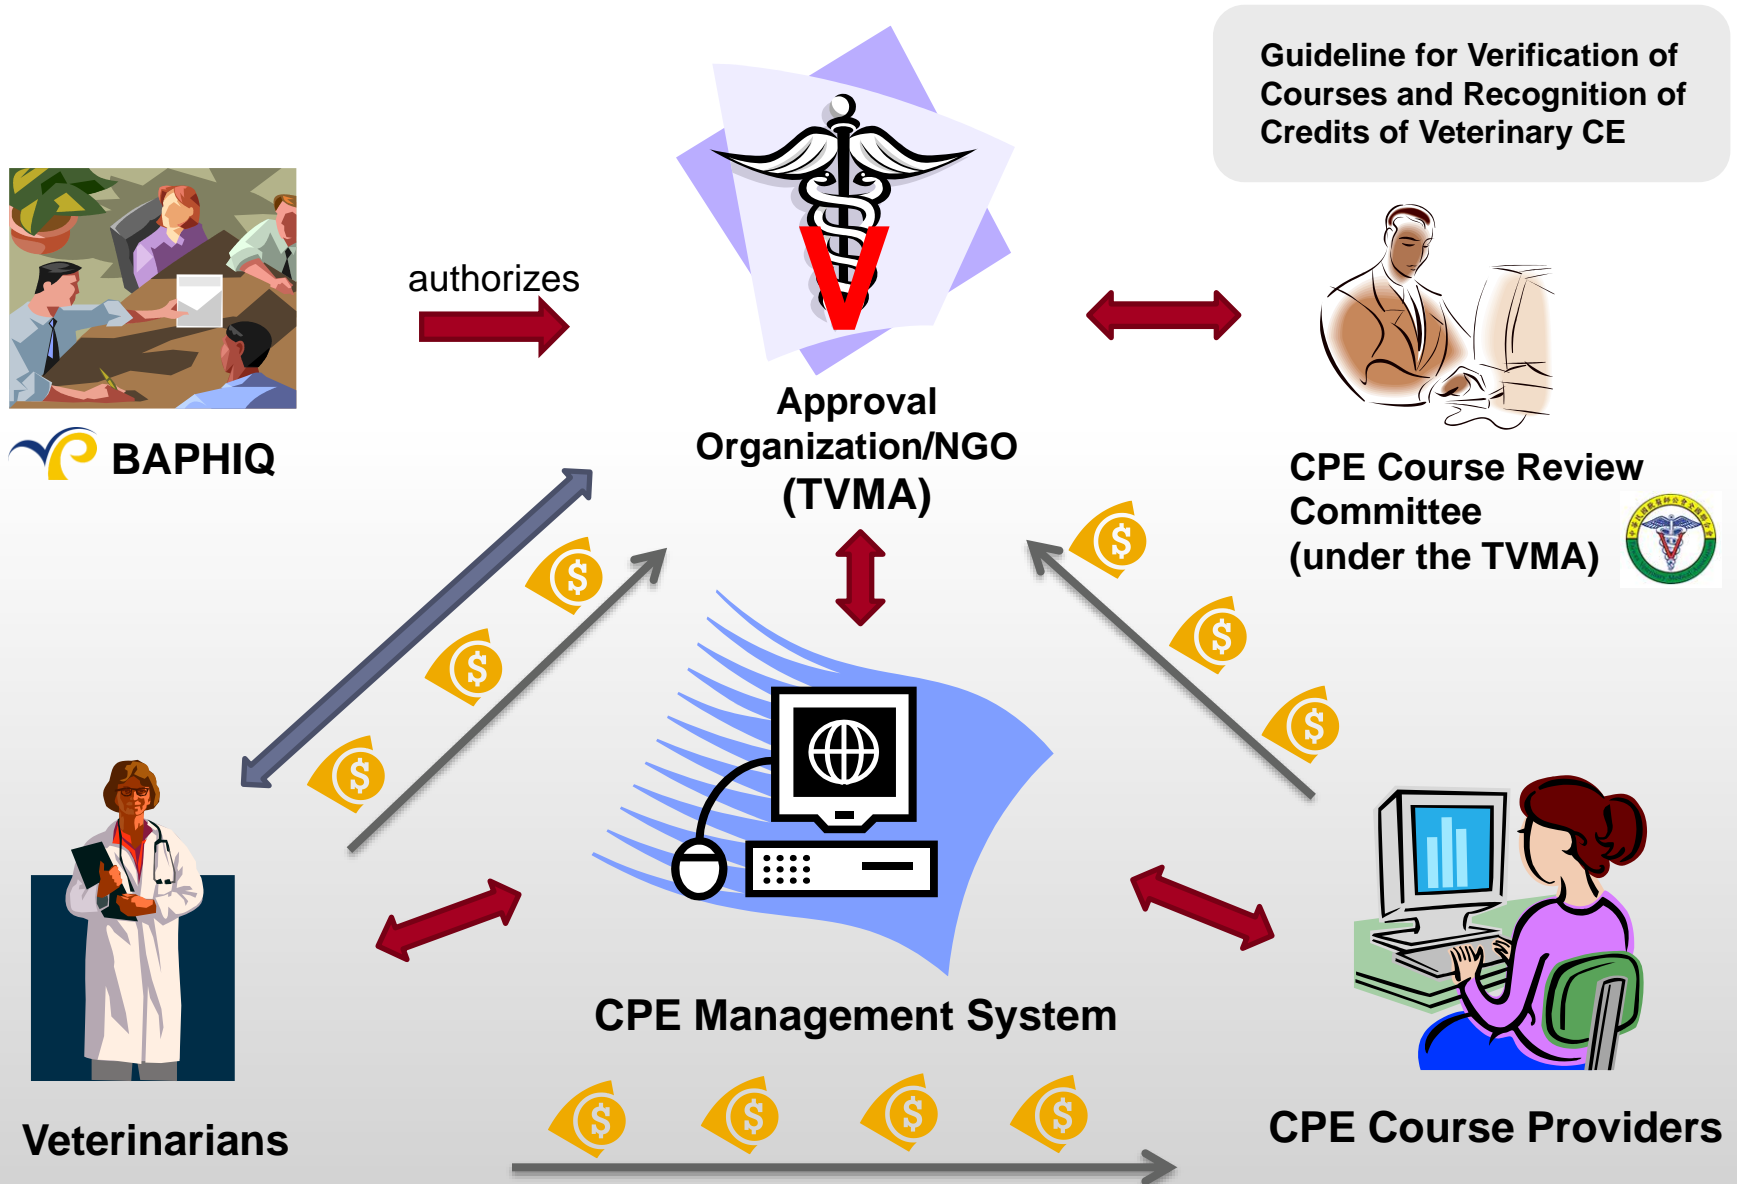 Guideline for Verification of
Courses and Recognition of
Credits of Veterinary CE
authorizes
V
Approval
Organization/NGO
(TVMA)
BAPHIQ
CPE Course Review
Committee
(under the TVMA)
$
$
$
$
$
$
CPE Management System
$
$
$
$
Veterinarians
CPE Course Providers